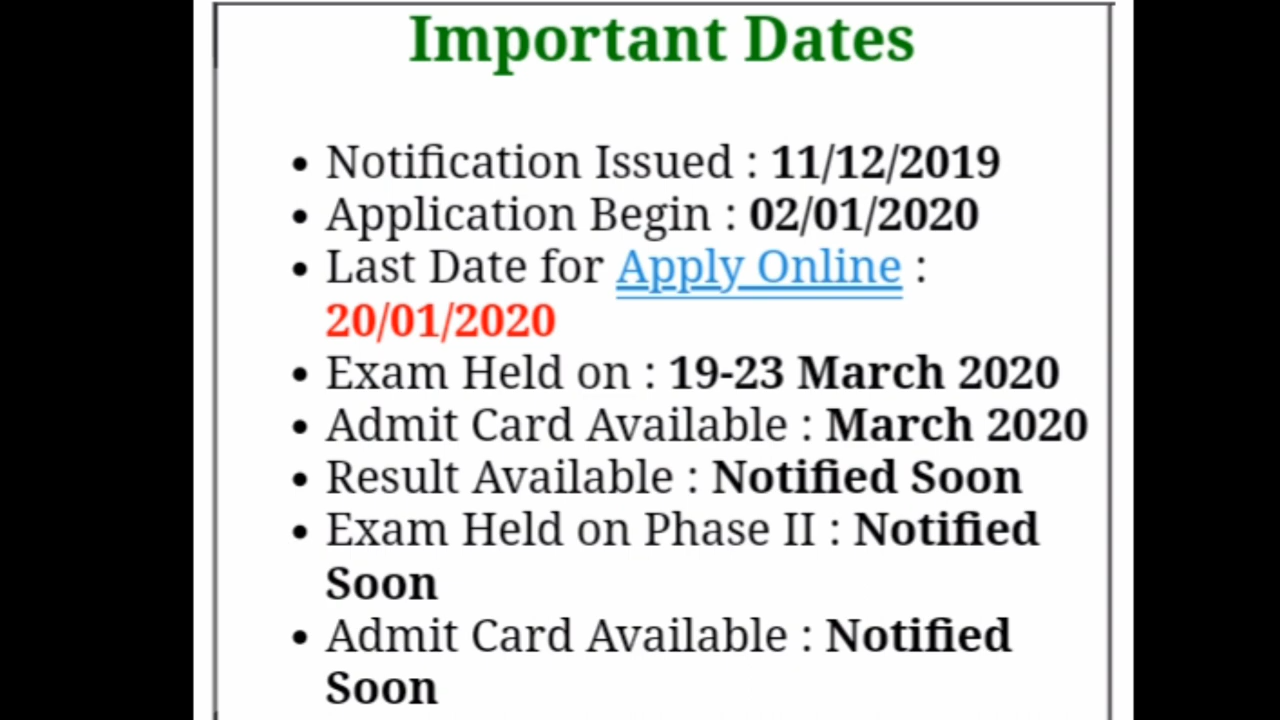 Important Dates
• Notification Issued : 11/12/2019
• Application Begin : 02/01/2020
• Last Date for Apply Online :
20/01/2020
• Exam Held on : 19-23 March 2020
• Admit Card Available : March 2020
• Result Available : Notified Soon
• Exam Held on Phase II : Notified
Soon
• Admit Card Available : Notified
Soon